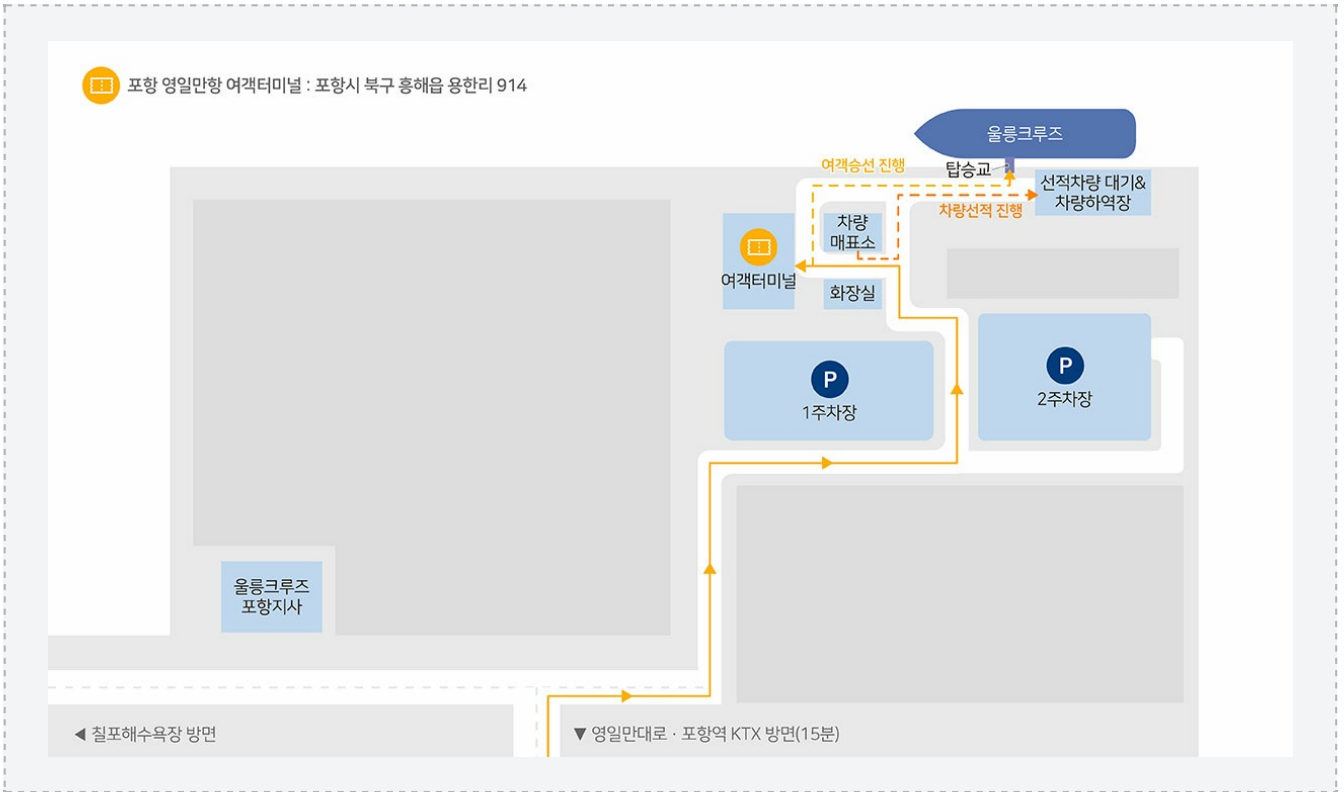 포항 영일만항 여객터미널 : 포항시 북구 흥해읍 용한리 914
울릉크루즈
여객승선 진행
탑승교
선적차량 대기&
차량하역장
차량선적 진행
차량
매표소
여객터미널
화장실
P
1주차장
P
2주차장
울릉크루즈
포항지사
◀ 칠포해수욕장 방면
▼ 영일만대로 · 포항역 KTX 방면(15분)